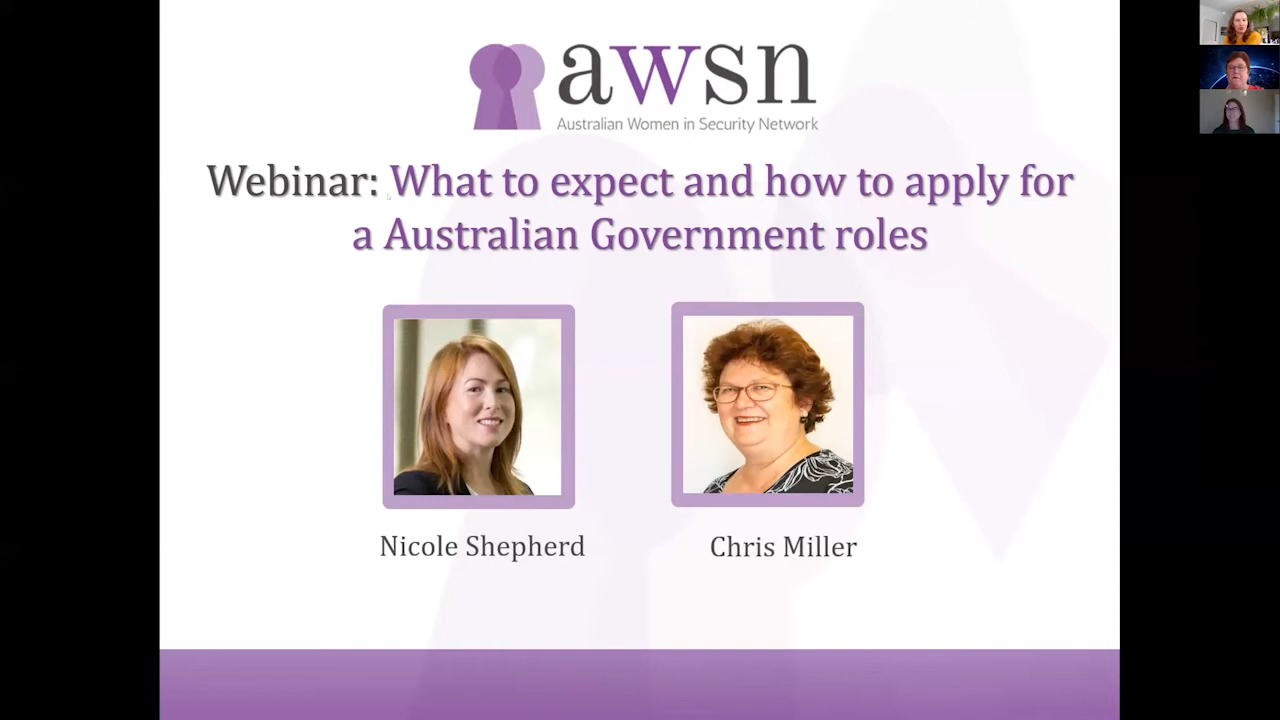 awsn
Australian Women in Security Network
Webinar: What to expect and how to apply for
a Australian Government roles
Nicole Shepherd
Chris Miller